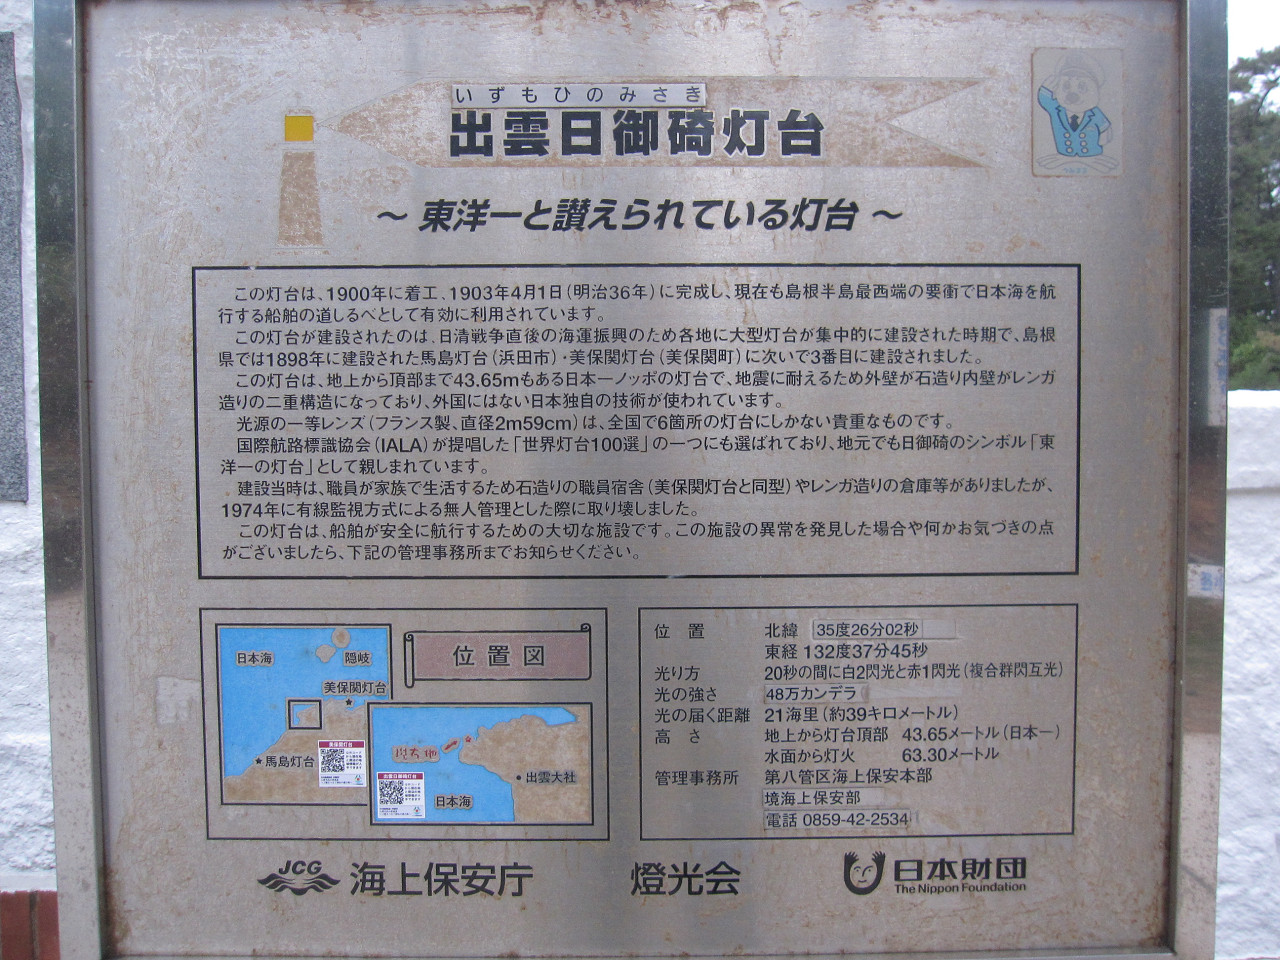 いずもひのみさき
出雲日御碕灯台
～ 東洋一と讃えられている灯台 ～
この灯台は、1900年に着工、1903年4月1日（明治36年）に完成し、現在も島根半島最西端の要衝で日本海を航
行する船舶の道しるべとして有効に利用されています。
この灯台が建設されたのは、日清戦争直後の海運振興のため各地に大型灯台が集中的に建設された時期で、島根
県では1898年に建設された馬島灯台（浜田市）・美保関灯台（美保関町）に次いで3番目に建設されました。
この灯台は、地上から頂部まで43.65mもある日本一ノッポの灯台で、地震に耐えるため外壁が石造り内壁がレンガ
造りの二重構造になっており、外国にはない日本独自の技術が使われています。
光源の一等レンズ（フランス製、直径2m59cm）は、全国で6箇所の灯台にしかない貴重なものです。
国際航路標識協会（IALA）が提唱した「世界灯台100選」の一つにも選ばれており、地元でも日御碕のシンボル「東
洋一の灯台」として親しまれています。
建設当時は、職員が家族で生活するため石造りの職員宿舎（美保関灯台と同型）やレンガ造りの倉庫等がありましたが、
1974年に有線監視方式による無人管理とした際に取り壊しました。
この灯台は、船舶が安全に航行するための大切な施設です。この施設の異常を発見した場合や何かお気づきの点
がございましたら、下記の管理事務所までお知らせください。
位置図
日本海
隠岐
美保関灯台
馬島灯台
美保関灯台
出雲日御碕灯台
出雲大社
日本海
位 置 北緯 35度26分02秒
東経 132度37分45秒
光り方 20秒の間に白2閃光と赤1閃光（複合群閃互光）
光の強さ 48万カンデラ
光の届く距離 21海里（約39キロメートル）
高 さ 地上から灯台頂部 43.65メートル（日本一）
水面から灯火 63.30メートル
管理事務所 第八管区海上保安本部
境海上保安部
電話 0859-42-2534
JCG 海上保安庁
燈光会
日本財団
The Nippon Foundation